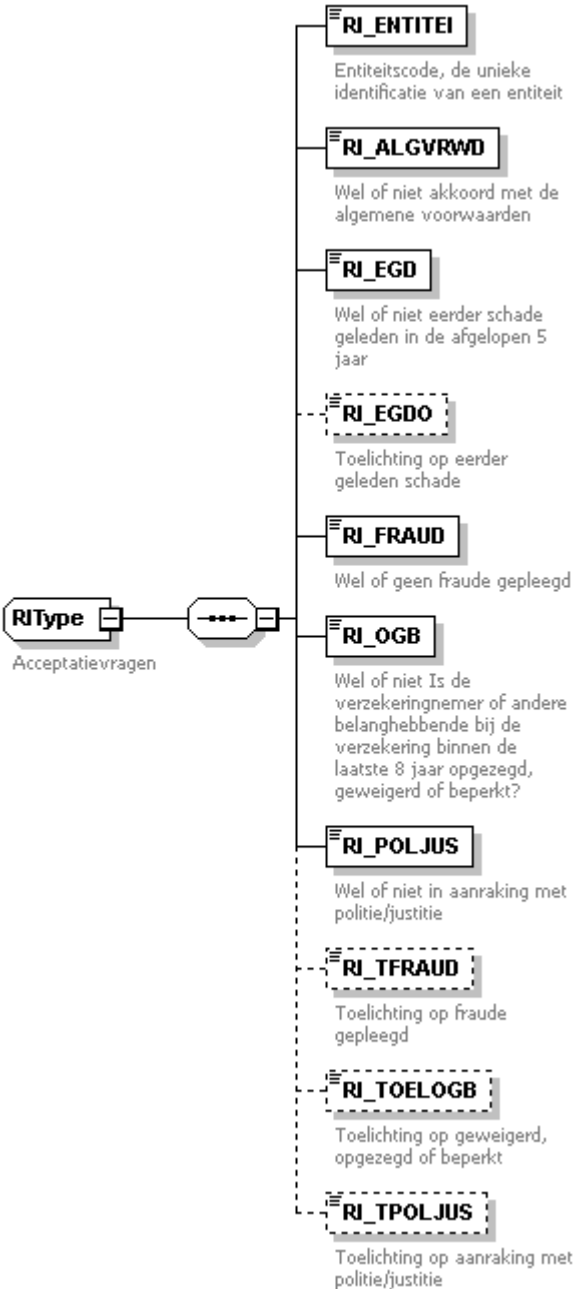 RI_ENTITEI
Entiteitscode, de unieke
identificatie van een entiteit
RI_ALGVRWD
Wel of niet akkoord met de
algemene voorwaarden
RI_EGD
Wel of niet eerder schade
geleden in de afgelopen 5
jaar
RI_EGDO
Toelichting op eerder
geleden schade
RI_FRAUD
Wel of geen fraude gepleegd
RIType
Acceptatievragen
RI_OGB
Wel of niet Is de
verzekeringnemer of andere
belanghebbende bij de
verzekering binnen de
laatste 8 jaar opgezegd,
geweigerd of beperkt?
RI_POLJUS
Wel of niet in aanraking met
politie/justitie
RI_TFRAUD
Toelichting op fraude
gepleegd
RI_TOELOGB
Toelichting op geweigerd,
opgezegd of beperkt
RI_TPOLJUS
Toelichting op aanraking met
politie/justitie